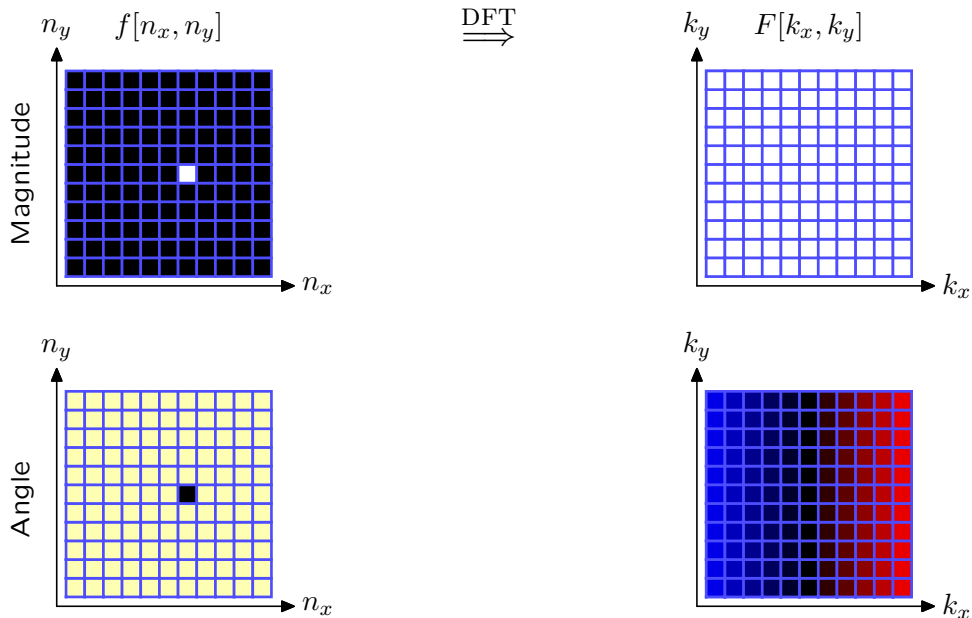 n_y f[n_x, n_y] DFT ⟹ k_y F[k_x, k_y]
Magnitude
n_x k_x
n_y k_y
Angle
n_x k_x